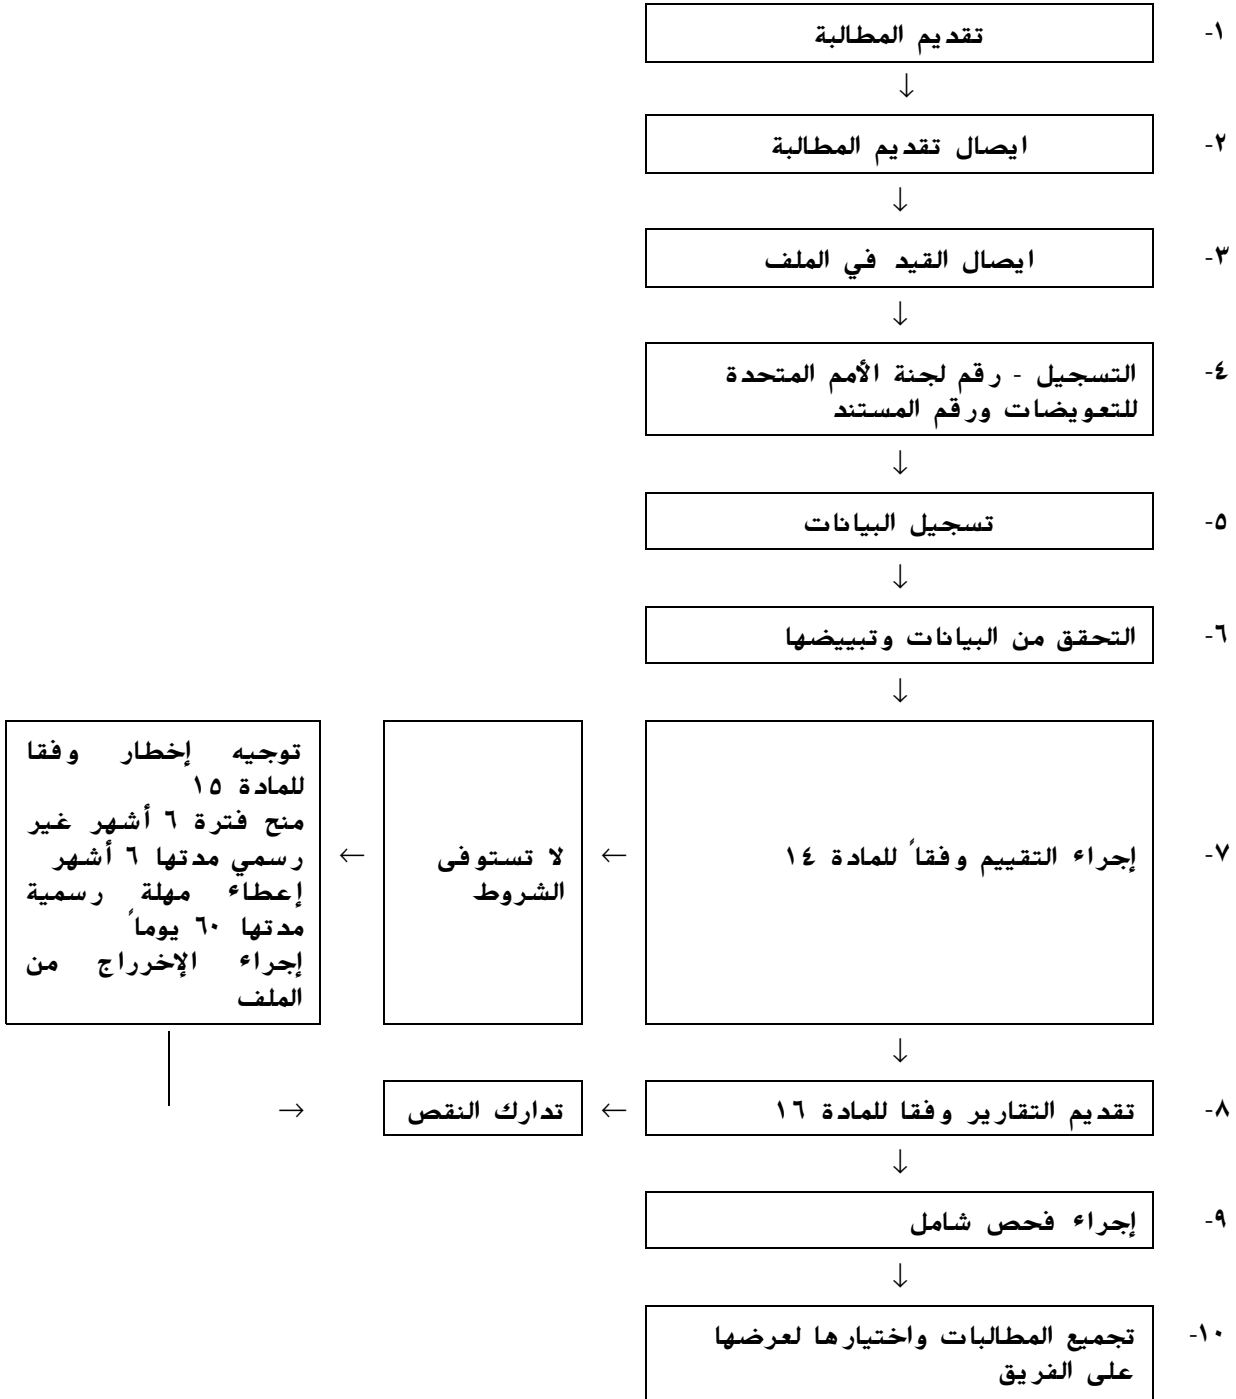 ١- تقديم المطالبة
↓
٢- ايصال تقديم المطالبة
↓
٣- ايصال القيد في الملف
↓
٤- التسجيل - رقم لجنة الأمم المتحدة
للتعويضات ورقم المستند
↓
٥- تسجيل البيانات
↓
٦- التحقق من البيانات وتبييضها
↓
٧- إجراء التقييم وفقاً للمادة ١٤
←
لا تستوفى
الشروط
←
توجيه إخطار وفقا
للمادة ١٥
منح فترة ٦ أشهر غير
رسمي مدتها ٦ أشهر
إعطاء مهلة رسمية
مدتها ٦٠ يوماً
إجراء الإخرراج من
الملف
↓
٨- تقديم التقارير وفقا للمادة ١٦
←
تدارك النقص
→
↓
٩- إجراء فحص شامل
↓
١٠- تجميع المطالبات واختيارها لعرضها
على الفريق